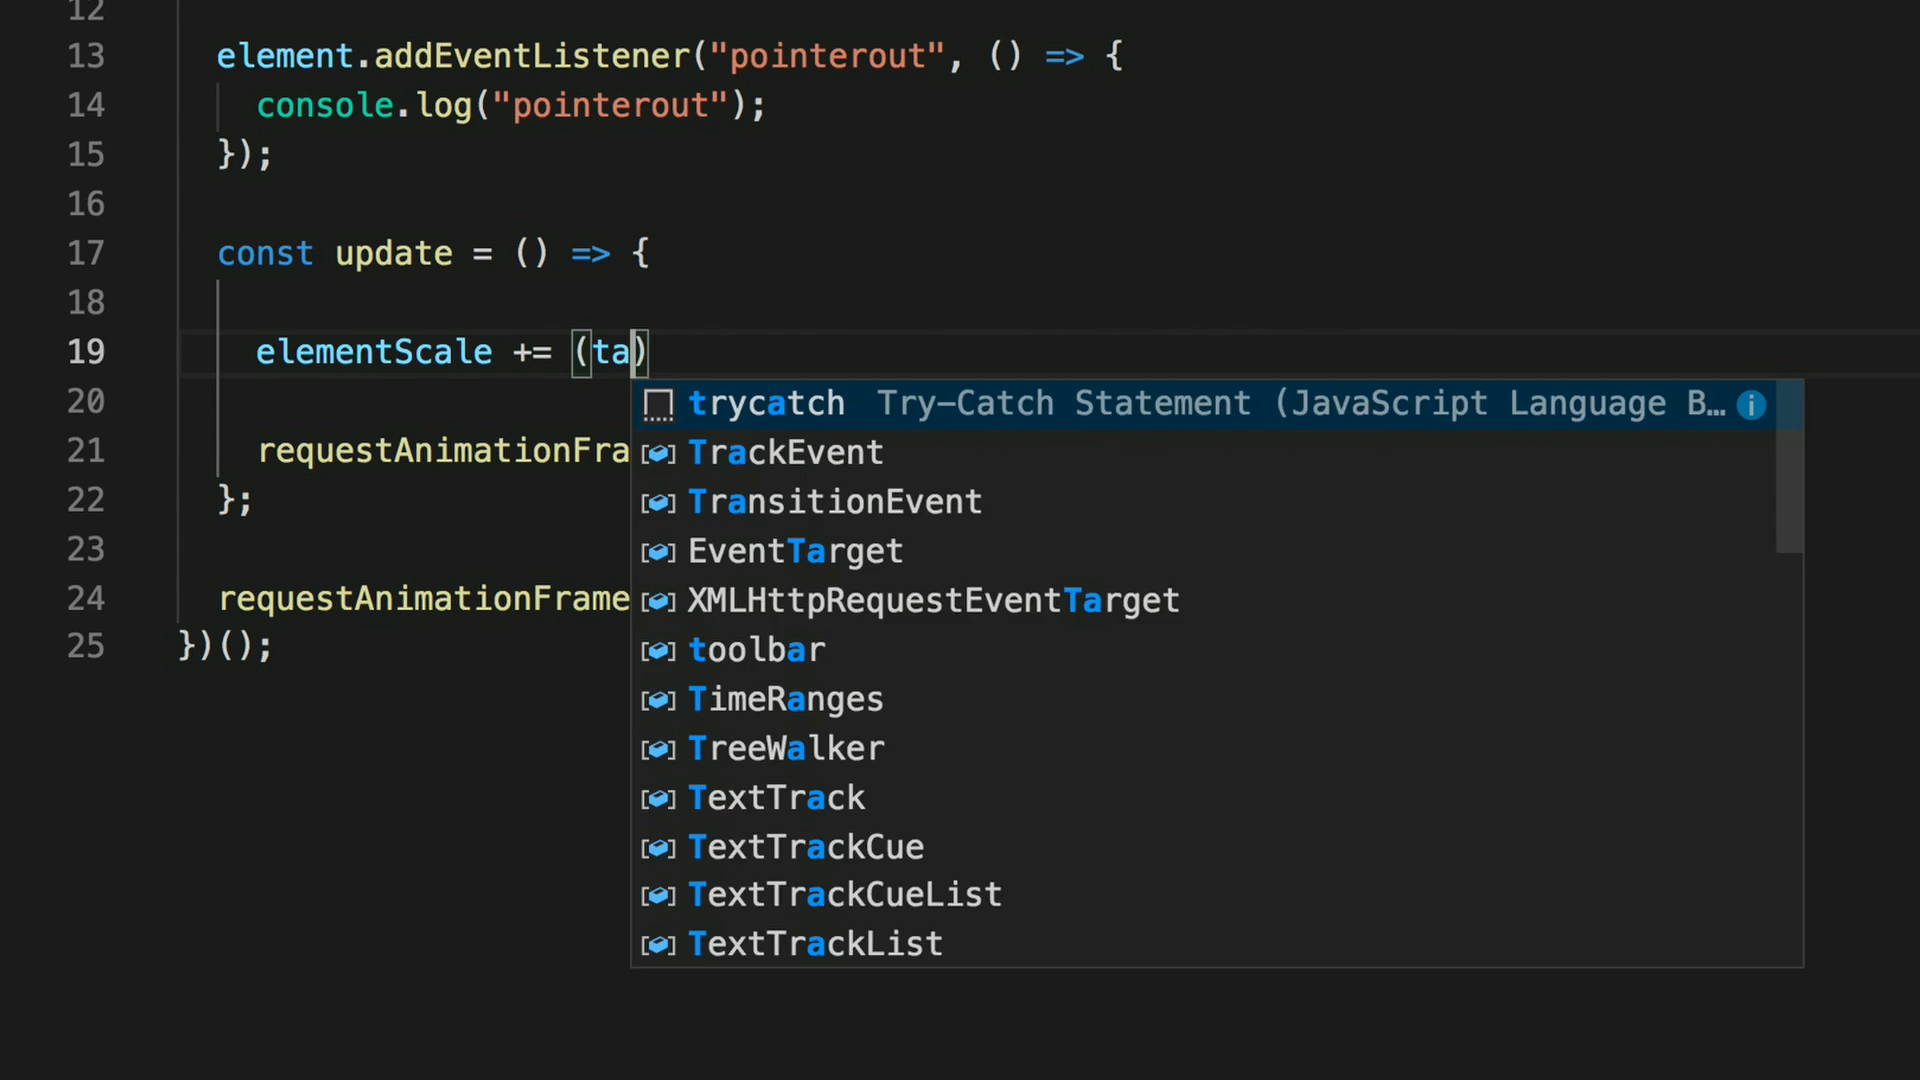 12
13 element.addEventListener("pointerout", () => {
14 console.log("pointerout");
15 });
16
17 const update = () => {
18
19 elementScale += (ta)
trycatch Try-Catch Statement (JavaScript Language B…
20
TrackEvent
21 requestAnimationFra
TransitionEvent
22 };
EventTarget
23
XMLHttpRequestEventTarget
24 requestAnimationFrame
toolbar
25 })();
TimeRanges
TreeWalker
TextTrack
TextTrackCue
TextTrackCueList
TextTrackList